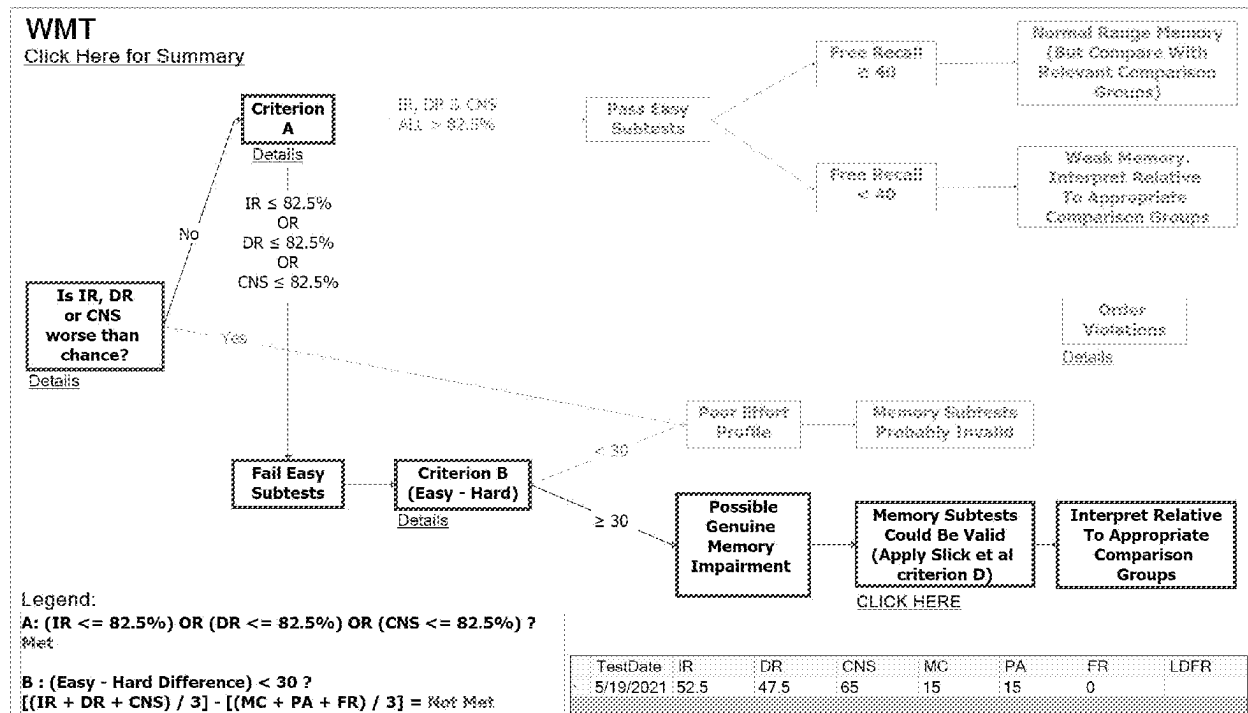 WMT
Click Here for Summary
Criterion
A
Details
IR, DR & CNS
ALL > 82.5%
Pass Easy
Subtests
Free Recall
≥ 40
Normal Range Memory
(But Compare With
Relevant Comparison
Groups)
Free Recall
< 40
Weak Memory.
Interpret Relative
To Appropriate
Comparison Groups
IR ≤ 82.5%
OR
DR ≤ 82.5%
OR
CNS ≤ 82.5%
No
Is IR, DR
or CNS
worse than
chance?
Details
Yes
Order
Violations
Details
Poor Effort
Profile
Memory Subtests
Probably Invalid
< 30
Fail Easy
Subtests
Criterion B
(Easy - Hard)
Details
≥ 30
Possible
Genuine
Memory
Impairment
Memory Subtests
Could Be Valid
(Apply Slick et al
criterion D)
CLICK HERE
Interpret Relative
To Appropriate
Comparison
Groups
Legend:
A: (IR <= 82.5%) OR (DR <= 82.5%) OR (CNS <= 82.5%) ?
Met
B : (Easy - Hard Difference) < 30 ?
[(IR + DR + CNS) / 3] - [(MC + PA + FR) / 3] = Not Met
TestDate IR DR CNS MC PA FR LDFR
5/19/2021 52.5 47.5 65 15 15 0